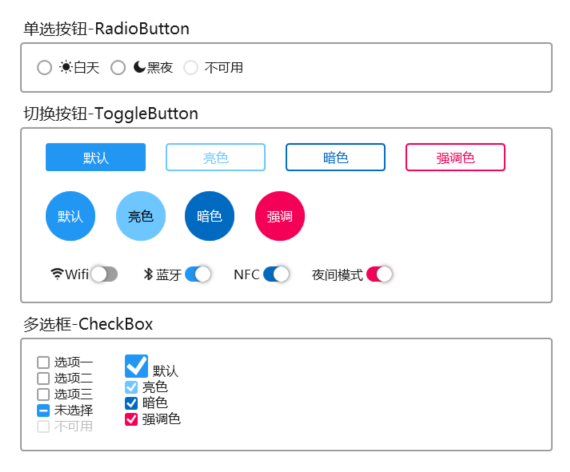 单选按钮-RadioButton
白天 黑夜 不可用
切换按钮-ToggleButton
默认 亮色 暗色 强调色
默认 亮色 暗色 强调
Wifi 蓝牙 NFC 夜间模式
多选框-CheckBox
选项一
选项二
选项三
未选择
不可用
默认
亮色
暗色
强调色